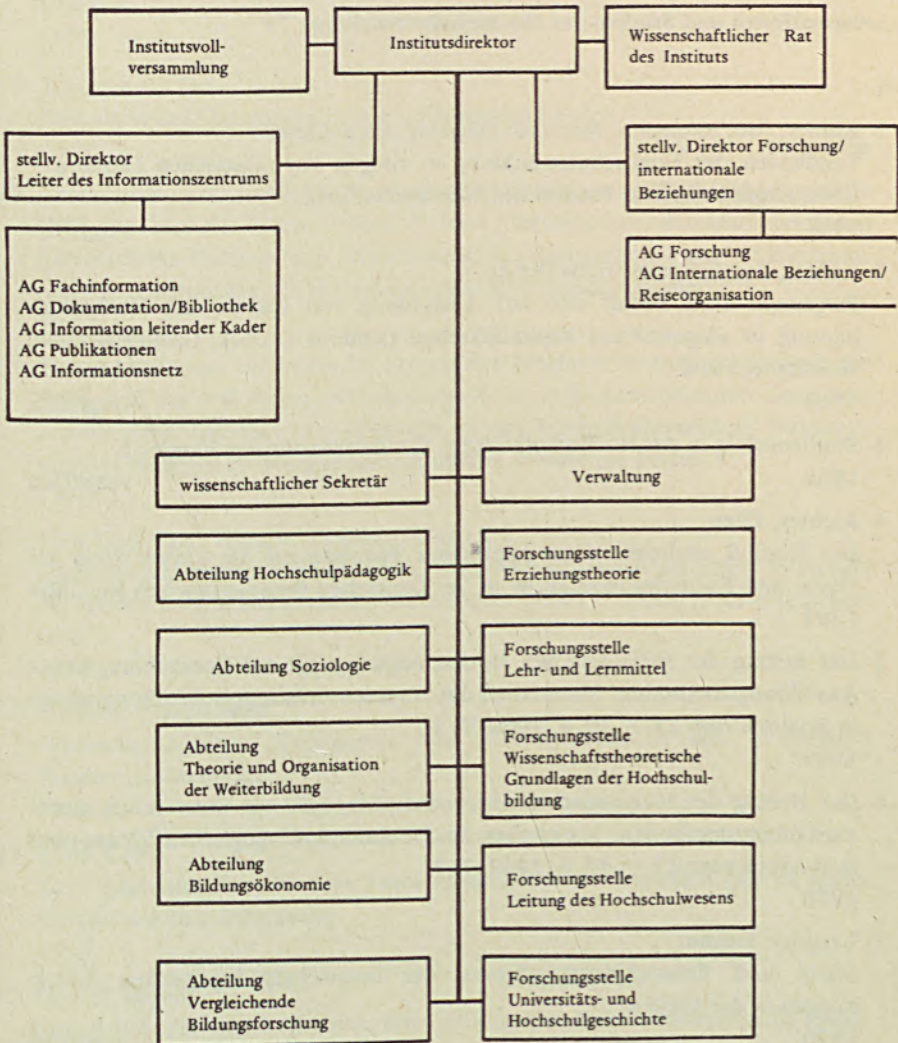 Institutsvoll-
versammlung
Institutsdirektor
Wissenschaftlicher Rat
des Instituts
stellv. Direktor
Leiter des Informationszentrums
stellv. Direktor Forschung/
internationale
Beziehungen
AG Fachinformation
AG Dokumentation/Bibliothek
AG Information leitender Kader
AG Publikationen
AG Informationsnetz
AG Forschung
AG Internationale Beziehungen/
Reiseorganisation
wissenschaftlicher Sekretär
Verwaltung
Abteilung Hochschulpädagogik
Forschungsstelle
Erziehungstheorie
Abteilung Soziologie
Forschungsstelle
Lehr- und Lernmittel
Abteilung
Theorie und Organisation
der Weiterbildung
Forschungsstelle
Wissenschaftstheoretische
Grundlagen der Hochschul-
bildung
Abteilung
Bildungsökonomie
Forschungsstelle
Leitung des Hochschulwesens
Abteilung
Vergleichende
Bildungsforschung
Forschungsstelle
Universitäts- und
Hochschulgeschichte